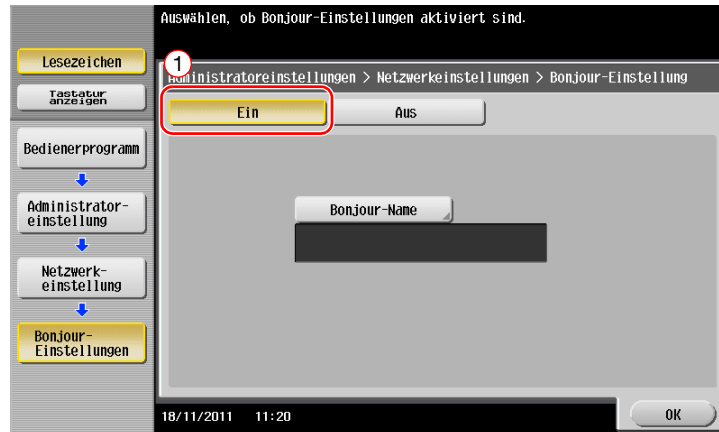 Auswählen, ob Bonjour-Einstellungen aktiviert sind.
Lesezeichen
Tastatur
anzeigen
Bedienerprogramm
Administrator-
einstellung
Netzwerk-
einstellung
Bonjour-
Einstellungen
1
Administratoreinstellungen > Netzwerkeinstellungen > Bonjour-Einstellung
Ein
Aus
Bonjour-Name
18/11/2011 11:20
OK